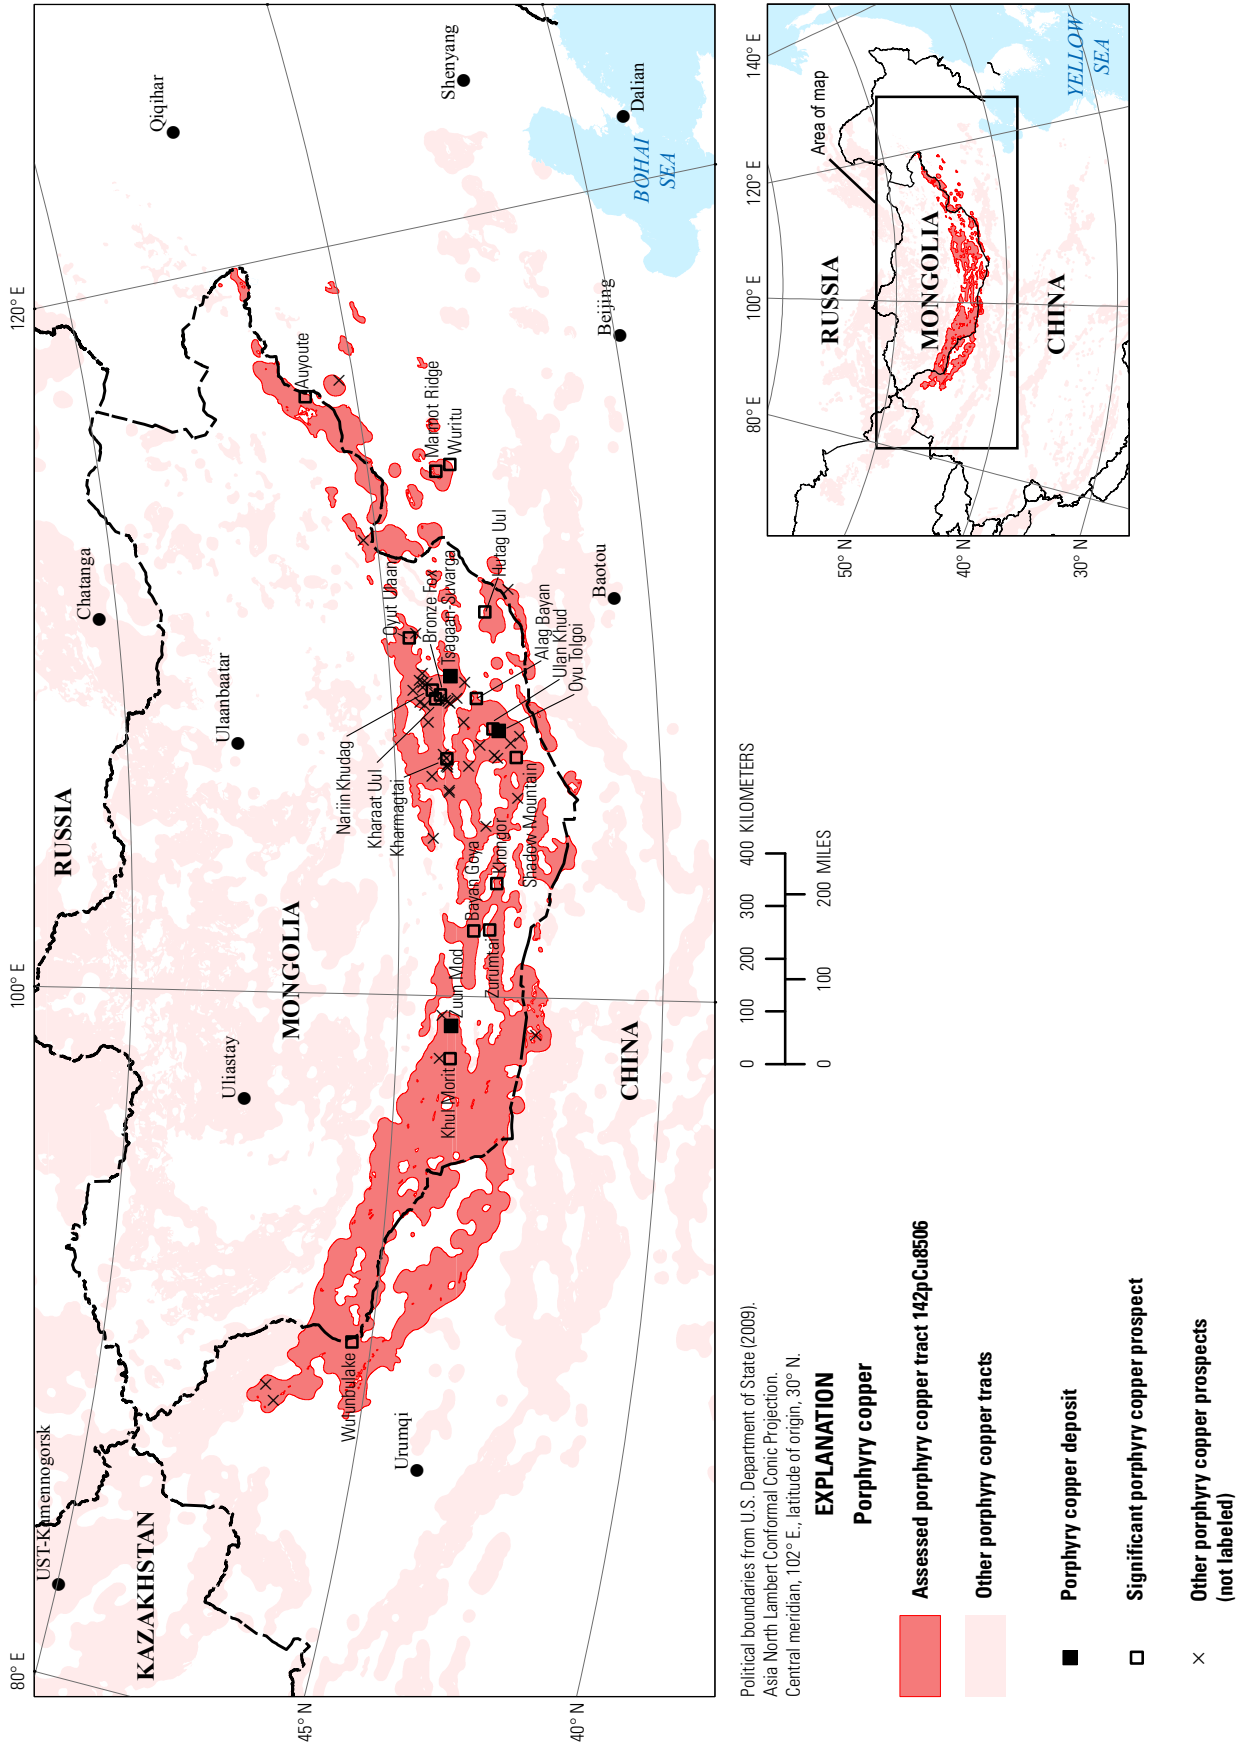 80° E
100° E
120° E
45° N
40° N
UST-Kamennogorsk
KAZAKHSTAN
RUSSIA
MONGOLIA
CHINA
Chatanga
Qiqihar
Ulaanbaatar
Uliastay
Urumqi
Shenyang
Dalian
Beijing
Baotou
BOHAI
SEA
Auyoute
Marmot Ridge
Wuritu
Oyut Ulaan
Bronze Fox
Tsagaan-Suvarga
Hutag Uul
Alag Bayan
Ulan Khud
Oyu Tolgoi
Nariin Khudag
Kharaat Uul
Kharmagtai
Shadow Mountain
Khongor
Bayan Goya
Zurumtai
Zuun Mod
Khul Morit
Wulunbulake
0 100 200 300 400 KILOMETERS
0 100 200 MILES
Political boundaries from U.S. Department of State (2009).
Asia North Lambert Conformal Conic Projection.
Central meridian, 102° E., latitude of origin, 30° N.
EXPLANATION
Porphyry copper
Assessed porphyry copper tract 142pCu8506
Other porphyry copper tracts
Porphyry copper deposit
Significant porphyry copper prospect
Other porphyry copper prospects
(not labeled)
80° E
100° E
120° E
140° E
50° N
40° N
30° N
Area of map
RUSSIA
MONGOLIA
CHINA
YELLOW
SEA